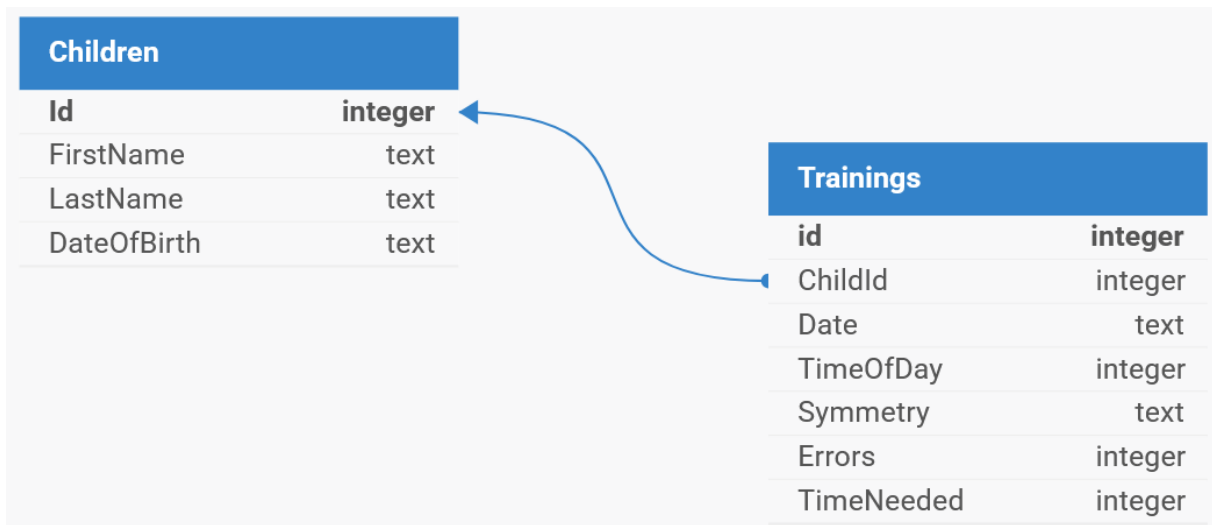 Children
Id integer
FirstName text
LastName text
DateOfBirth text
Trainings
id integer
ChildId integer
Date text
TimeOfDay integer
Symmetry text
Errors integer
TimeNeeded integer